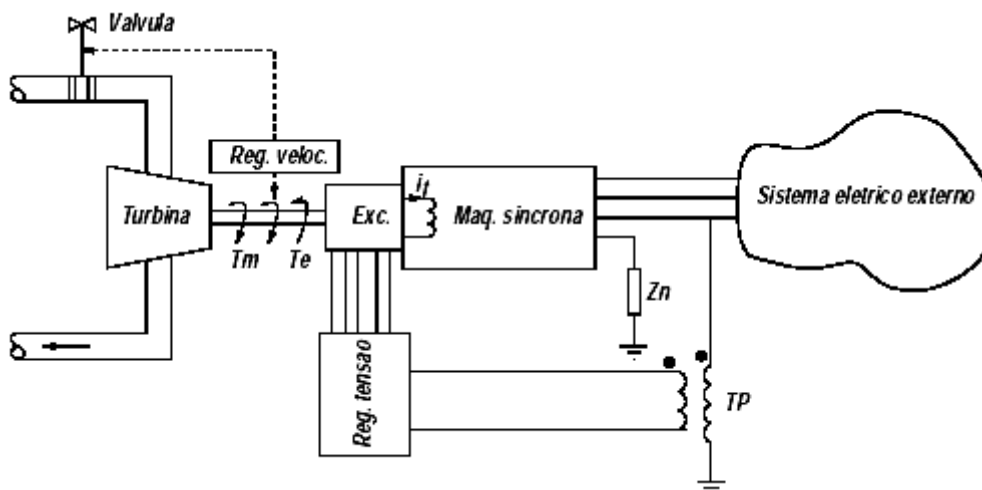 Valvula
Reg. veloc.
Turbina
Tm
Te
Exc.
if
Maq. sincrona
Sistema eletrico externo
Zn
Reg. tensao
TP